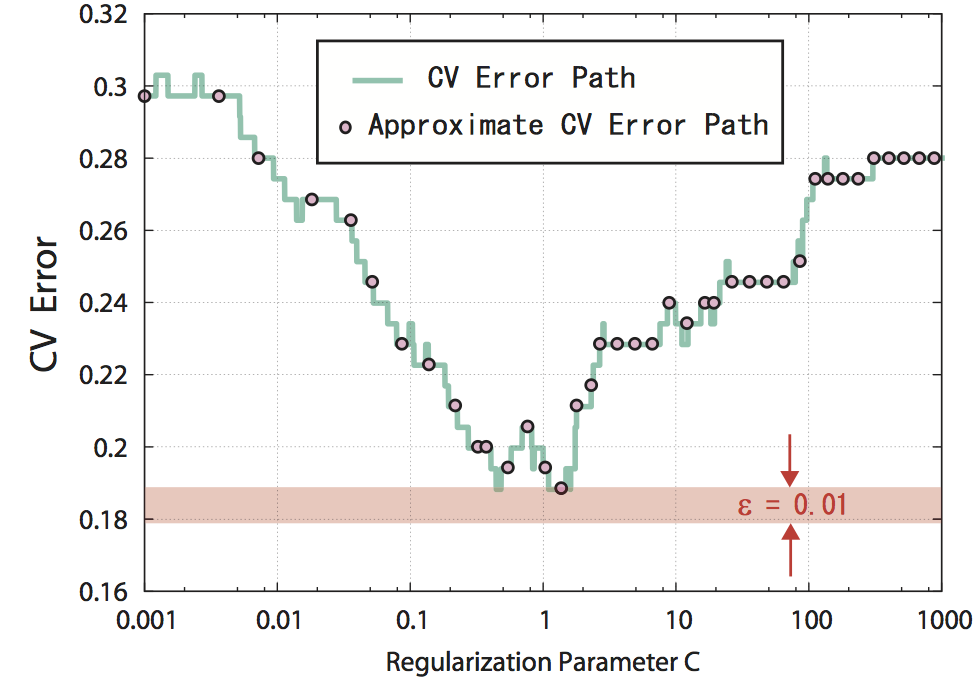 0.32
0.3
0.28
0.26
0.24
0.22
0.2
0.18
0.16
CV Error
CV Error Path
Approximate CV Error Path
ε = 0.01
0.001 0.01 0.1 1 10 100 1000
Regularization Parameter C